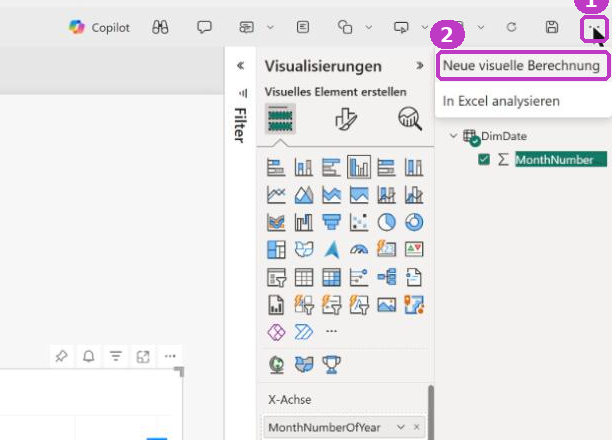 1
Copilot
2
Visualisierungen
Neue visuelle Berechnung
Visuelles Element erstellen
In Excel analysieren
Filter
DimDate
MonthNumber
X-Achse
MonthNumberOfYear